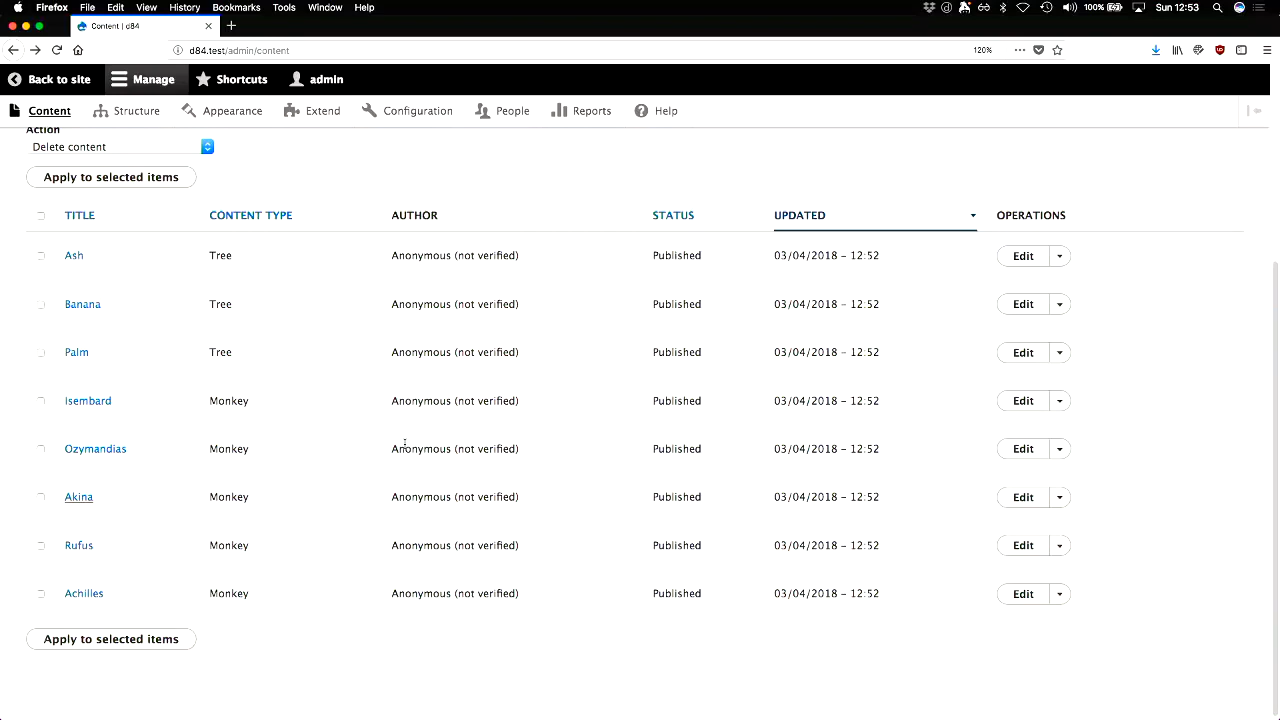 Firefox File Edit View History Bookmarks Tools Window Help 100% Sun 12:53
Content | d84
d84.test/admin/content 120%
Back to site Manage Shortcuts admin
Content Structure Appearance Extend Configuration People Reports Help
Action
Delete content
Apply to selected items
TITLE CONTENT TYPE AUTHOR STATUS UPDATED OPERATIONS
Ash Tree Anonymous (not verified) Published 03/04/2018 – 12:52 Edit
Banana Tree Anonymous (not verified) Published 03/04/2018 – 12:52 Edit
Palm Tree Anonymous (not verified) Published 03/04/2018 – 12:52 Edit
Isembard Monkey Anonymous (not verified) Published 03/04/2018 – 12:52 Edit
Ozymandias Monkey Anonymous (not verified) Published 03/04/2018 – 12:52 Edit
Akina Monkey Anonymous (not verified) Published 03/04/2018 – 12:52 Edit
Rufus Monkey Anonymous (not verified) Published 03/04/2018 – 12:52 Edit
Achilles Monkey Anonymous (not verified) Published 03/04/2018 – 12:52 Edit
Apply to selected items